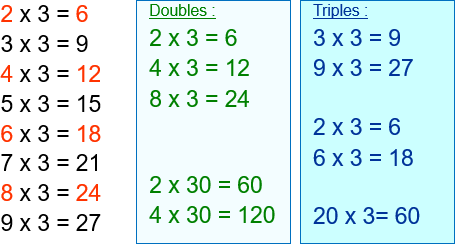 2 x 3 = 6
3 x 3 = 9
4 x 3 = 12
5 x 3 = 15
6 x 3 = 18
7 x 3 = 21
8 x 3 = 24
9 x 3 = 27
Doubles :
2 x 3 = 6
4 x 3 = 12
8 x 3 = 24
2 x 30 = 60
4 x 30 = 120
Triples :
3 x 3 = 9
9 x 3 = 27
2 x 3 = 6
6 x 3 = 18
20 x 3= 60